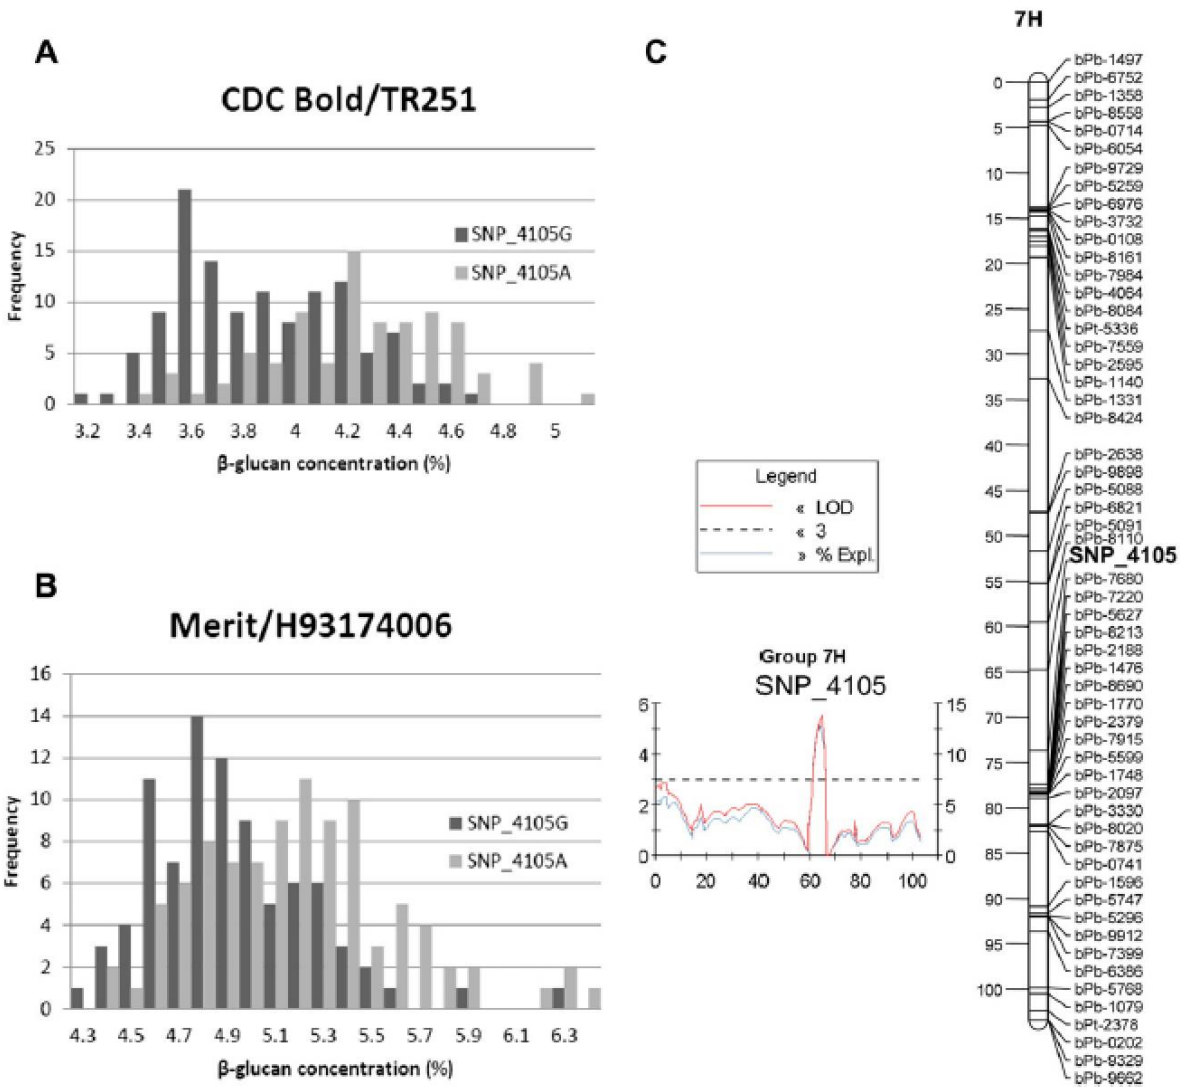 A
CDC Bold/TR251
25
20
15
10
5
0
Frequency
SNP_4105G
SNP_4105A
3.2 3.4 3.6 3.8 4 4.2 4.4 4.6 4.8 5
β-glucan concentration (%)
B
Merit/H93174006
16
14
12
10
8
6
4
2
0
Frequency
SNP_4105G
SNP_4105A
4.3 4.5 4.7 4.9 5.1 5.3 5.5 5.7 5.9 6.1 6.3
β-glucan concentration (%)
C
Legend
« LOD
« 3
» % Expl.
Group 7H
SNP_4105
6
4
2
0
15
10
5
0
0 20 40 60 80 100
7H
0
5
10
15
20
25
30
35
40
45
50
55
60
65
70
75
80
85
90
95
100
bPb-1497
bPb-6752
bPb-1358
bPb-8558
bPb-0714
bPb-6054
bPb-9729
bPb-5259
bPb-6976
bPb-3732
bPb-0108
bPb-8161
bPb-7984
bPb-4064
bPb-8084
bPt-5336
bPb-7559
bPb-2595
bPb-1140
bPb-1331
bPb-8424
bPb-2638
bPb-9898
bPb-5088
bPb-6821
bPb-5091
bPb-8110
SNP_4105
bPb-7680
bPb-7220
bPb-5627
bPb-8213
bPb-2188
bPb-1476
bPb-8690
bPb-1770
bPb-2379
bPb-7915
bPb-5599
bPb-1748
bPb-2097
bPb-3330
bPb-8020
bPb-7875
bPb-0741
bPb-1596
bPb-5747
bPb-5296
bPb-9912
bPb-7399
bPb-6386
bPb-5768
bPb-1079
bPt-2378
bPb-0202
bPb-9329
bPb-9662